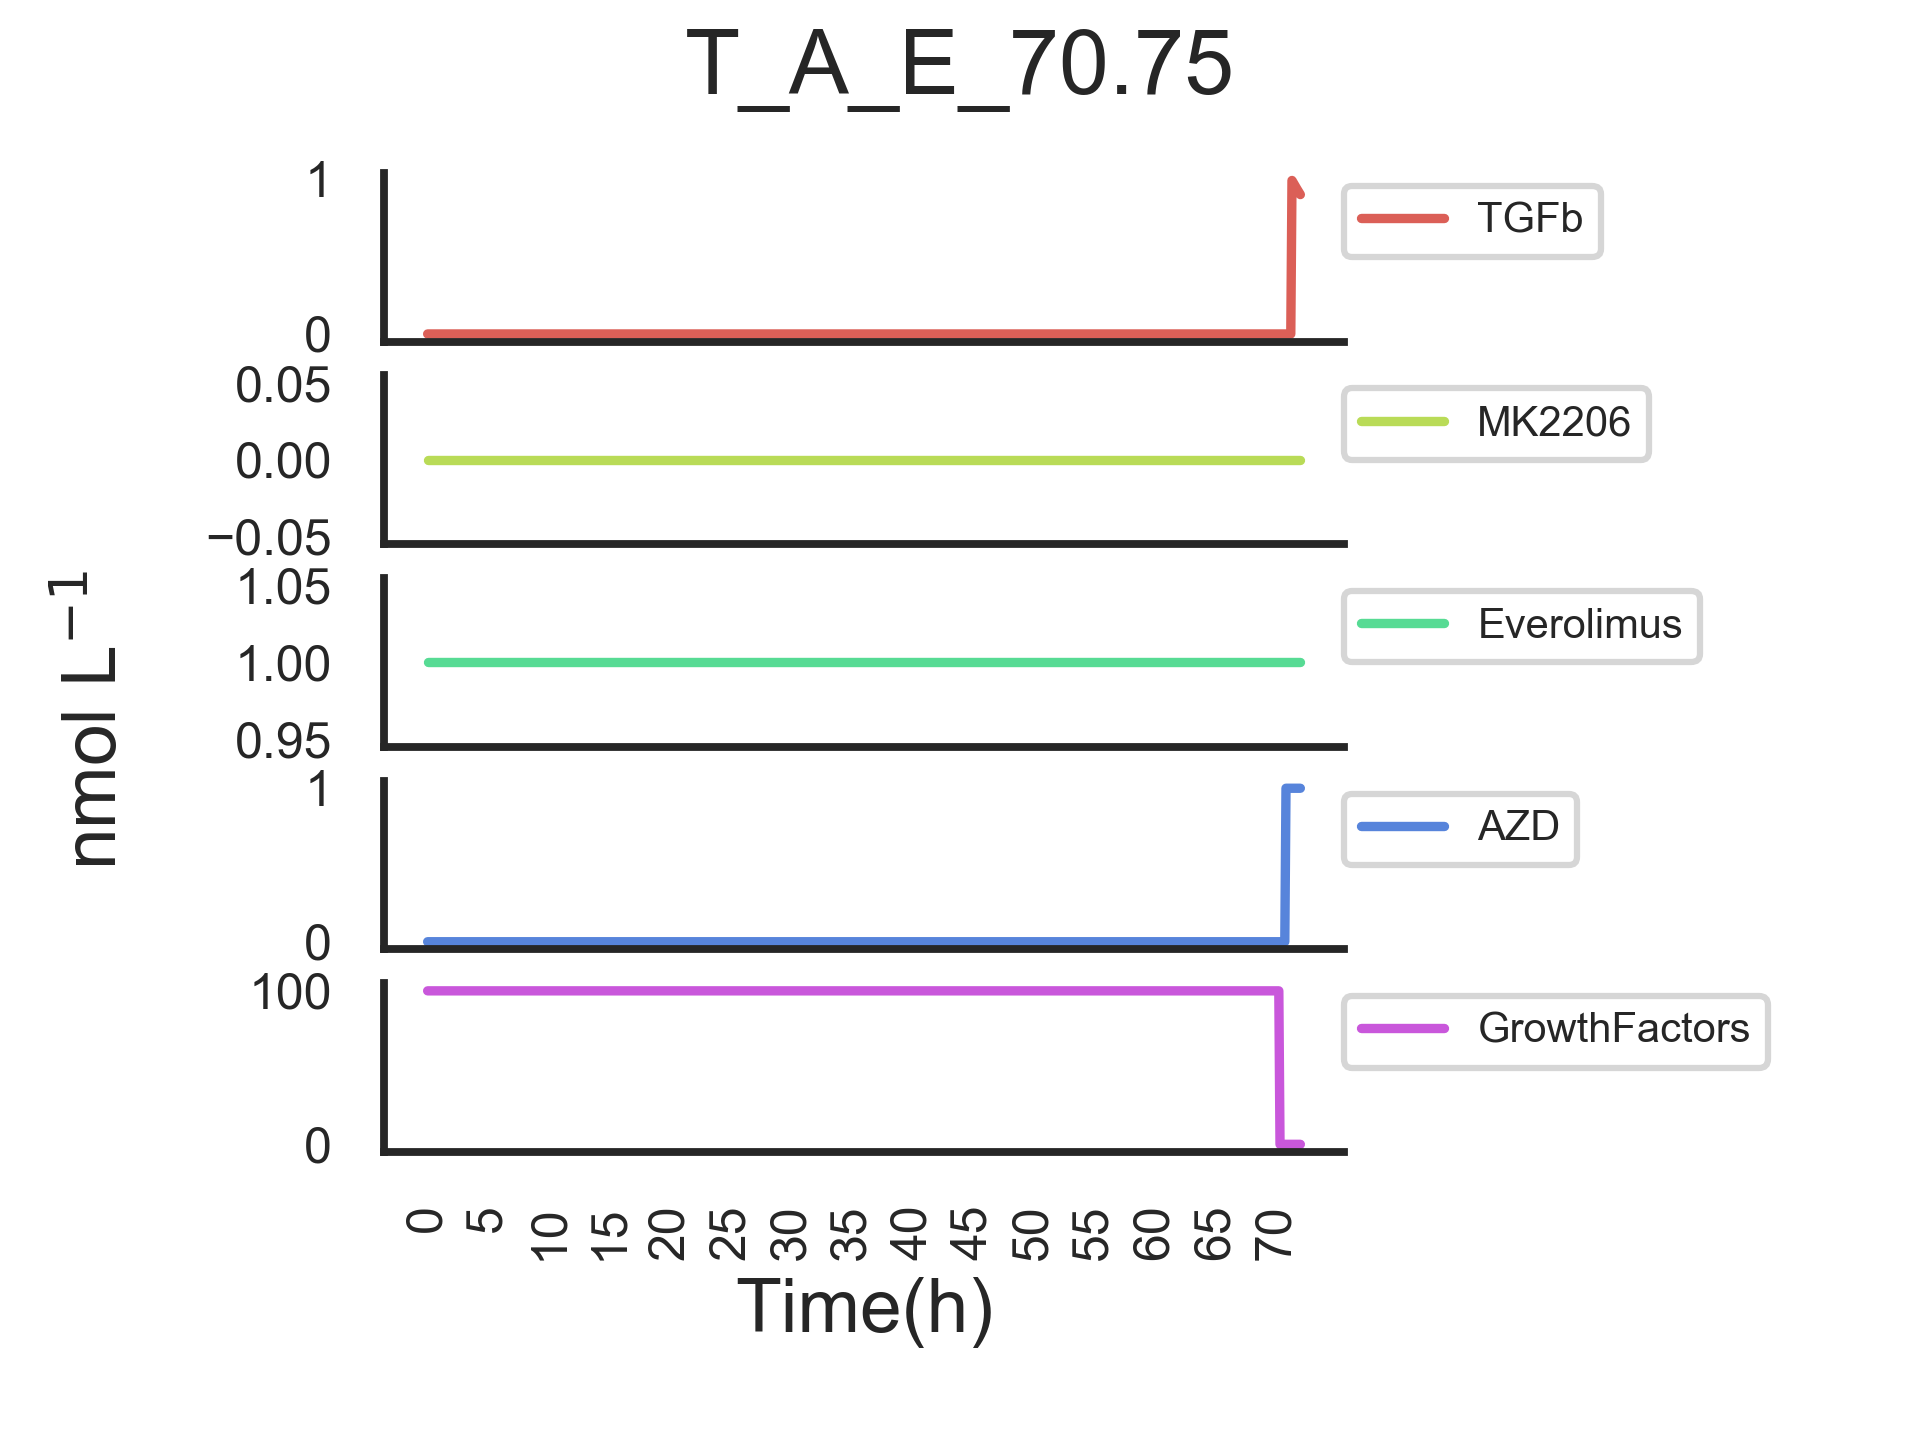 T_A_E_70.75
1
0
TGFb
0.05
0.00
−0.05
MK2206
1.05
1.00
0.95
Everolimus
1
0
AZD
100
0
GrowthFactors
nmol L⁻¹
0 5 10 15 20 25 30 35 40 45 50 55 60 65 70
Time(h)